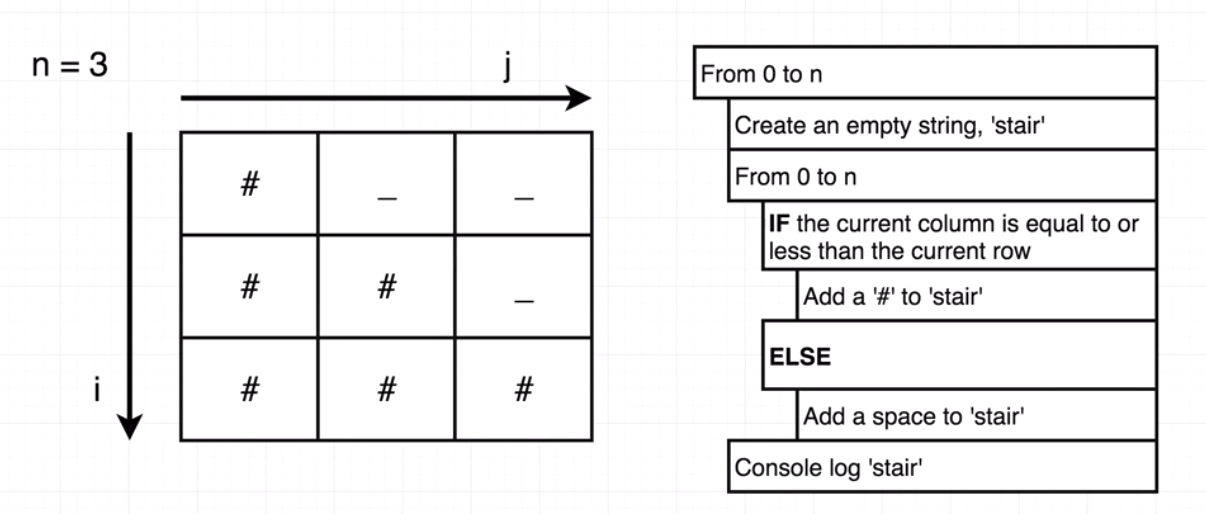 n = 3
j
i
# _ _
# # _
# # #
From 0 to n
Create an empty string, 'stair'
From 0 to n
IF the current column is equal to or
less than the current row
Add a '#' to 'stair'
ELSE
Add a space to 'stair'
Console log 'stair'